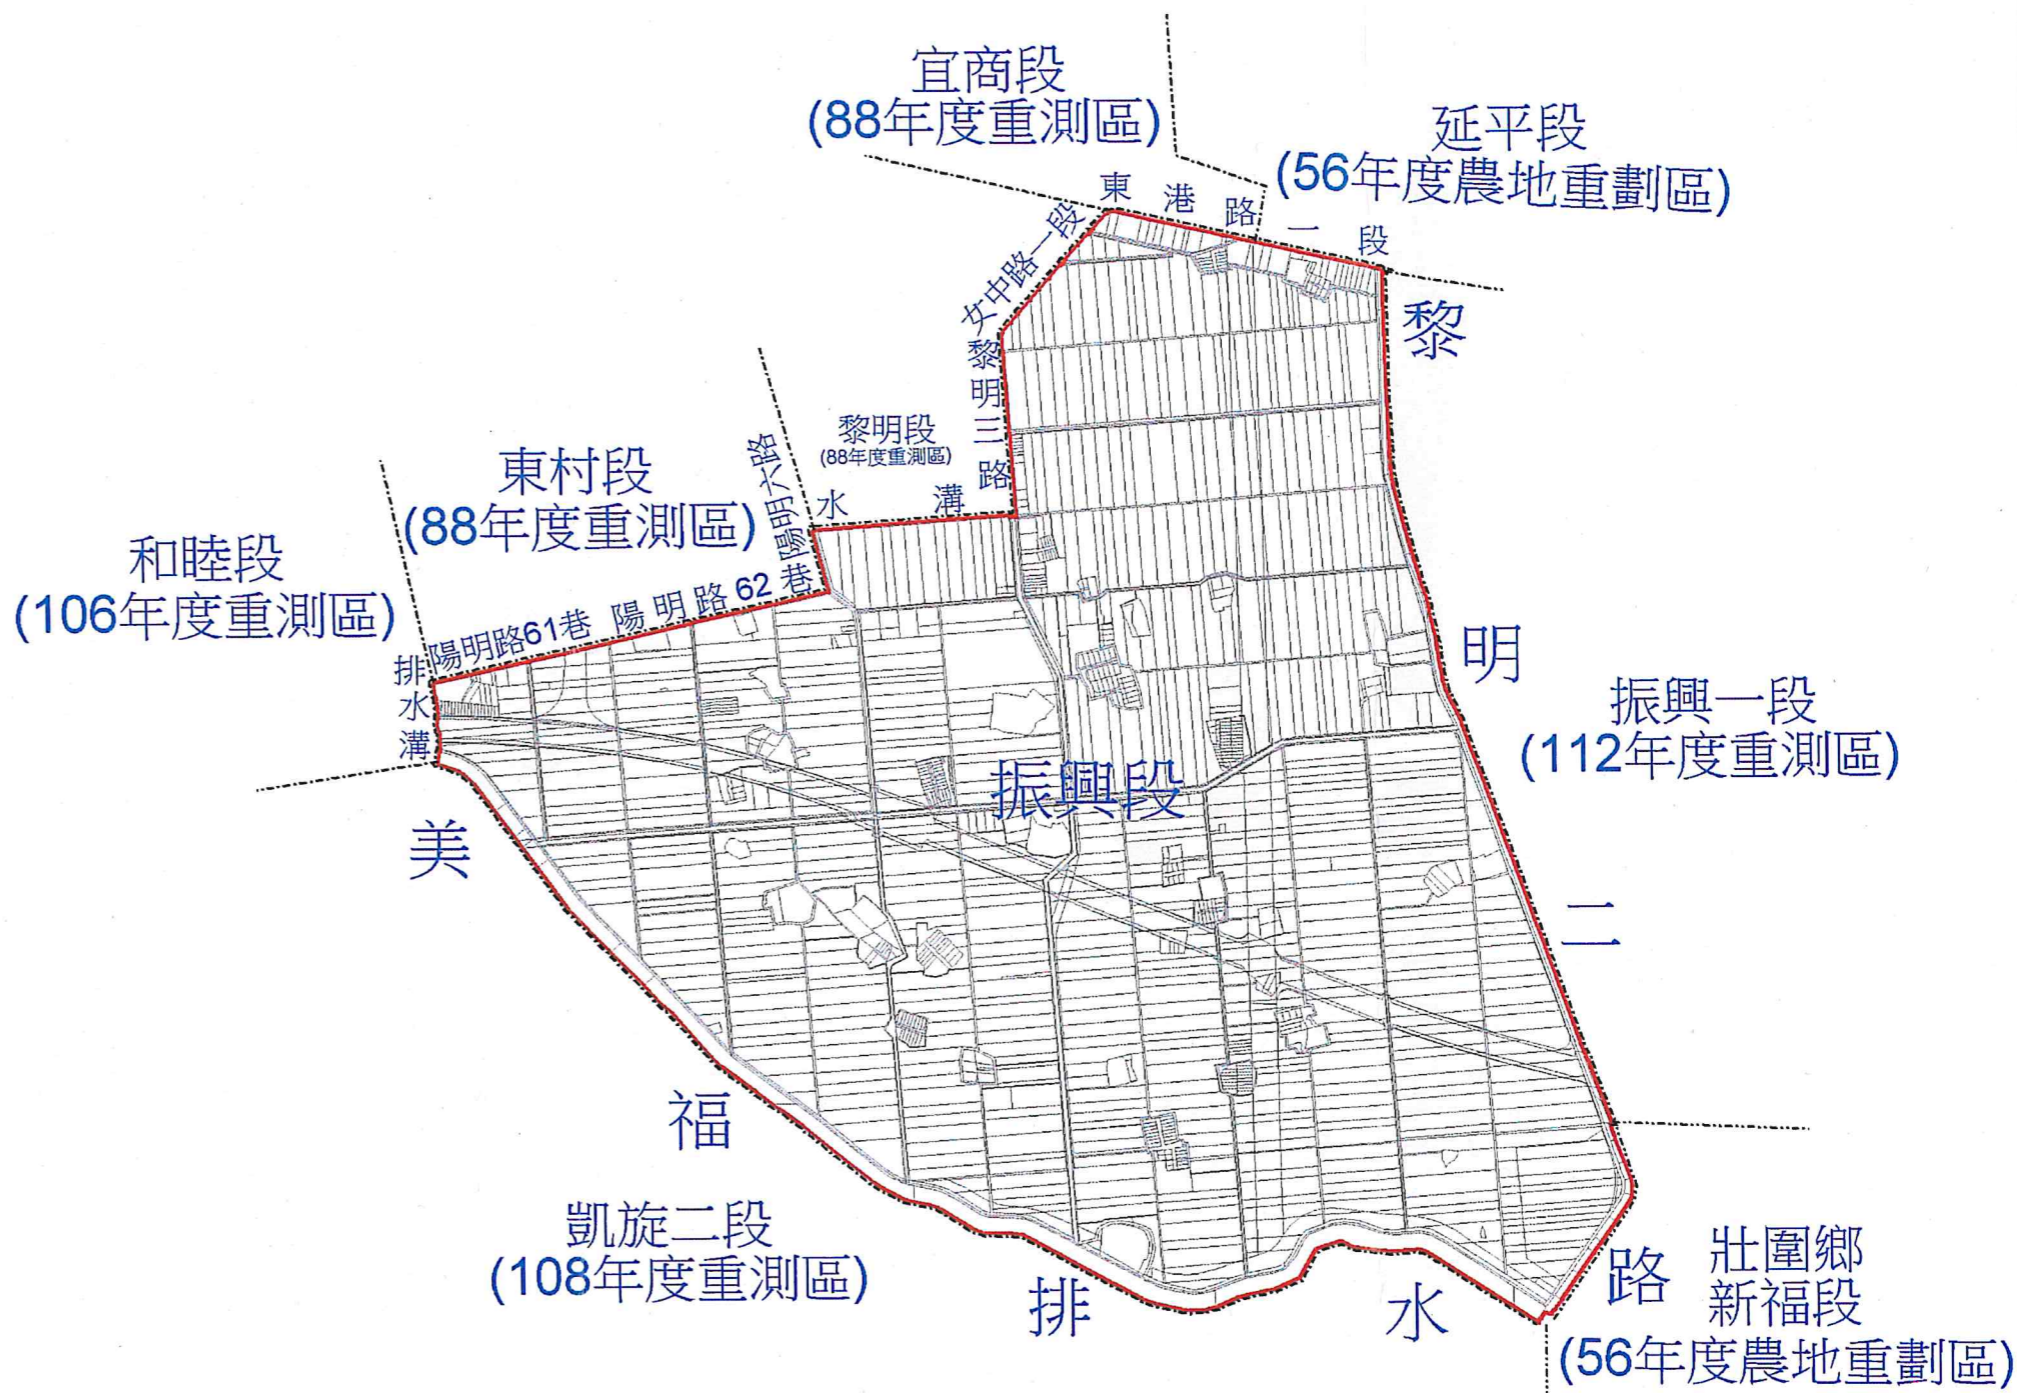 宜商段
(88年度重測區)
延平段
(56年度農地重劃區)
東港路一段
女中路一段
黎明三路
黎明段
(88年度重測區)
水溝
陽明六路
東村段
(88年度重測區)
和睦段
(106年度重測區)
陽明路61巷
陽明路62巷
排水溝
黎明二路
振興一段
(112年度重測區)
振興段
美福排水
凱旋二段
(108年度重測區)
壯圍鄉
新福段
(56年度農地重劃區)